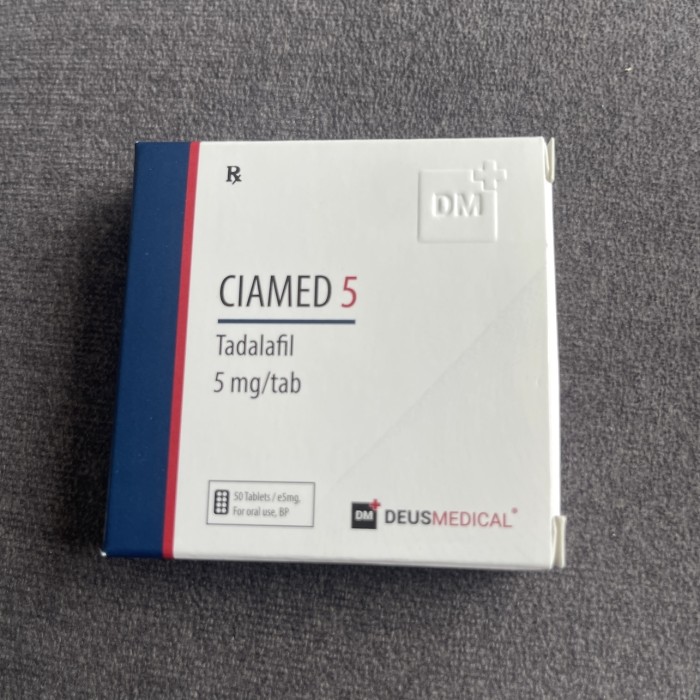 ℞
DM
CIAMED 5
Tadalafil
5 mg/tab
50 Tablets / e5mg.
For oral use, BP
DM DEUSMEDICAL®